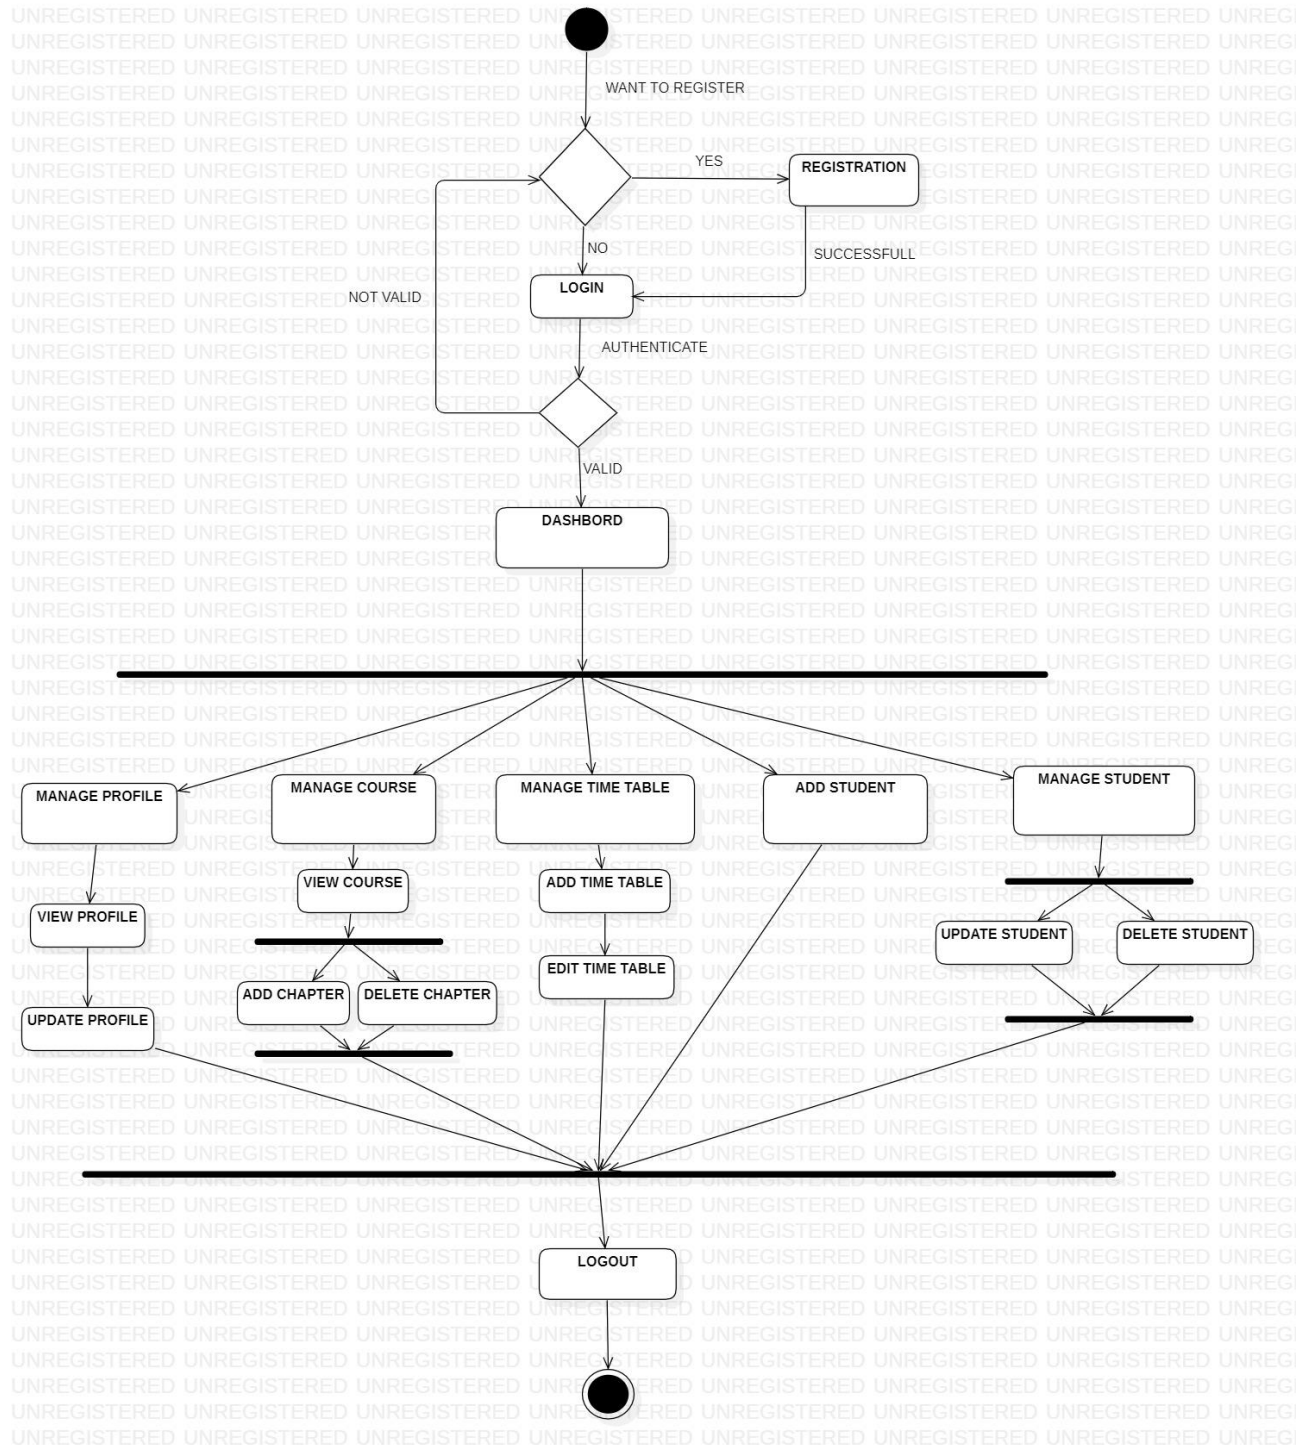 WANT TO REGISTER
YES
REGISTRATION
NO
SUCCESSFULL
LOGIN
NOT VALID
AUTHENTICATE
VALID
DASHBORD
MANAGE PROFILE
MANAGE COURSE
MANAGE TIME TABLE
ADD STUDENT
MANAGE STUDENT
VIEW COURSE
ADD TIME TABLE
VIEW PROFILE
UPDATE STUDENT
DELETE STUDENT
EDIT TIME TABLE
ADD CHAPTER
DELETE CHAPTER
UPDATE PROFILE
LOGOUT
UNREGISTERED